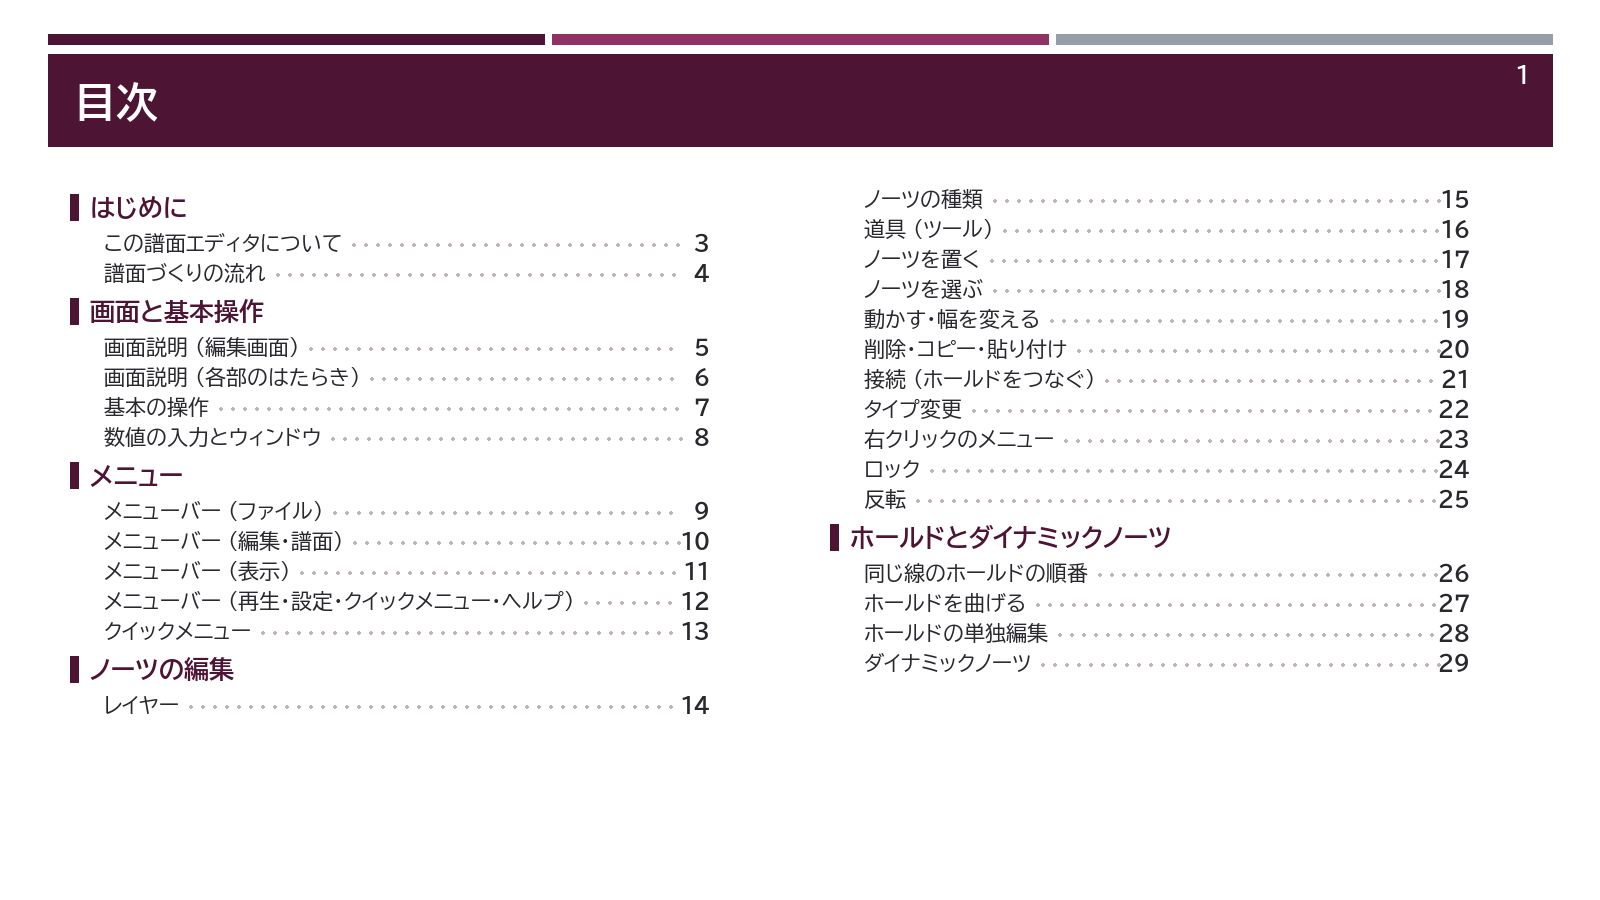 1
目次
はじめに
この譜面エディタについて 3
譜面づくりの流れ 4
画面と基本操作
画面説明（編集画面） 5
画面説明（各部のはたらき） 6
基本の操作 7
数値の入力とウィンドウ 8
メニュー
メニューバー（ファイル） 9
メニューバー（編集・譜面） 10
メニューバー（表示） 11
メニューバー（再生・設定・クイックメニュー・ヘルプ） 12
クイックメニュー 13
ノーツの編集
レイヤー 14
ノーツの種類 15
道具（ツール） 16
ノーツを置く 17
ノーツを選ぶ 18
動かす・幅を変える 19
削除・コピー・貼り付け 20
接続（ホールドをつなぐ） 21
タイプ変更 22
右クリックのメニュー 23
ロック 24
反転 25
ホールドとダイナミックノーツ
同じ線のホールドの順番 26
ホールドを曲げる 27
ホールドの単独編集 28
ダイナミックノーツ 29